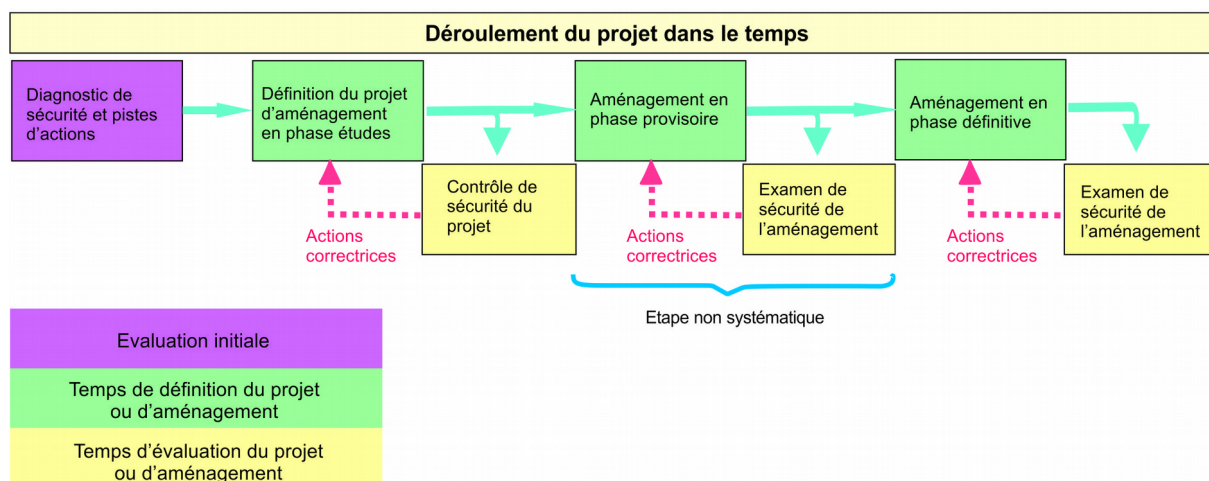 Déroulement du projet dans le temps
Diagnostic de
sécurité et pistes
d'actions
Définition du projet
d'aménagement
en phase études
Aménagement en
phase provisoire
Aménagement en
phase définitive
Contrôle de
sécurité du
projet
Examen de
sécurité de
l'aménagement
Examen de
sécurité de
l'aménagement
Actions
correctrices
Actions
correctrices
Actions
correctrices
Etape non systématique
Evaluation initiale
Temps de définition du projet
ou d'aménagement
Temps d'évaluation du projet
ou d'aménagement